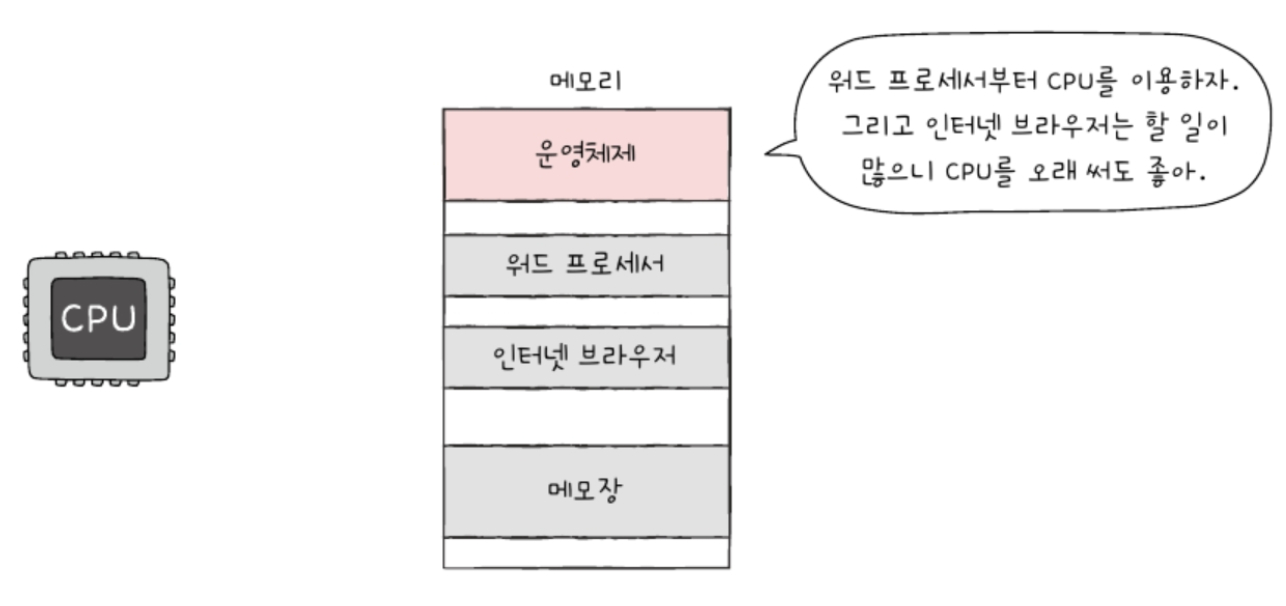 메모리
운영체제
워드 프로세서부터 CPU를 이용하자.
그리고 인터넷 브라우저는 할 일이
많으니 CPU를 오래 써도 좋아.
워드 프로세서
CPU
인터넷 브라우저
메모장